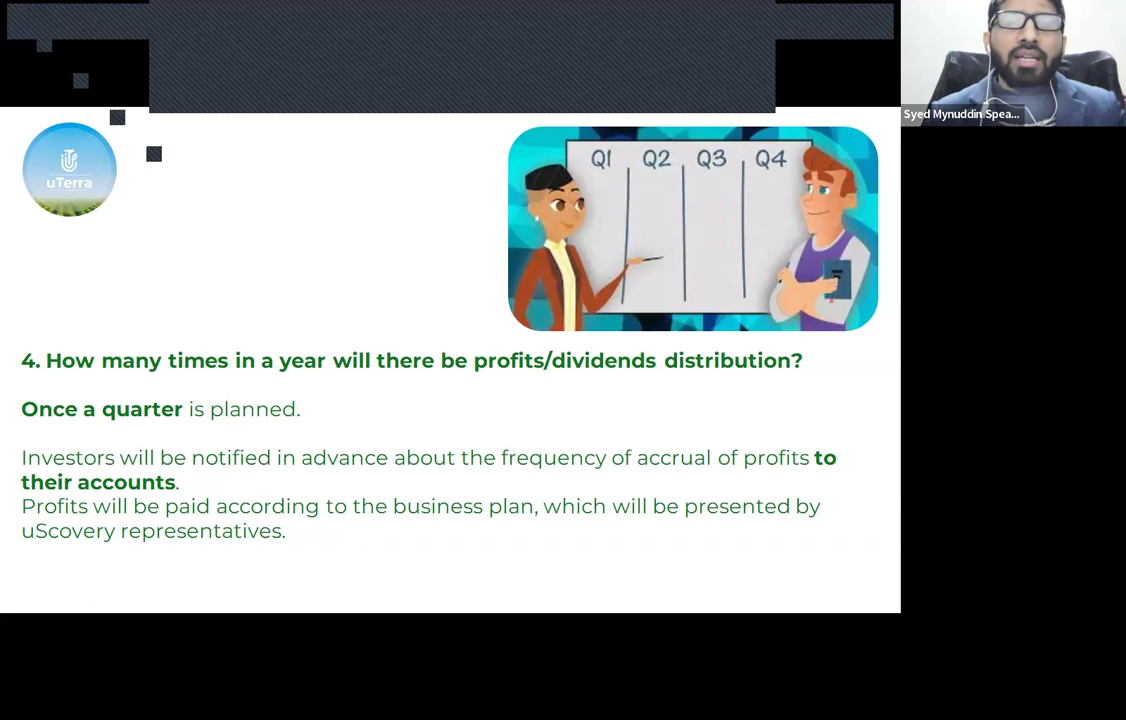 Syed Mynuddin Spea...
uTerra
Q1 Q2 Q3 Q4
4. How many times in a year will there be profits/dividends distribution?
Once a quarter is planned.
Investors will be notified in advance about the frequency of accrual of profits to
their accounts.
Profits will be paid according to the business plan, which will be presented by
uScovery representatives.